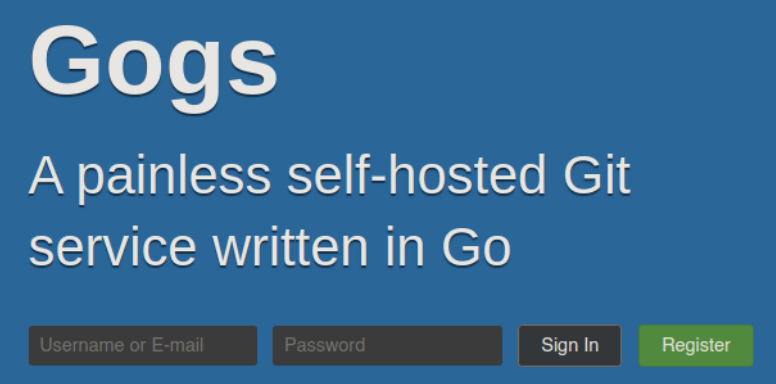 Gogs
A painless self-hosted Git
service written in Go
Username or E-mail Password Sign In Register